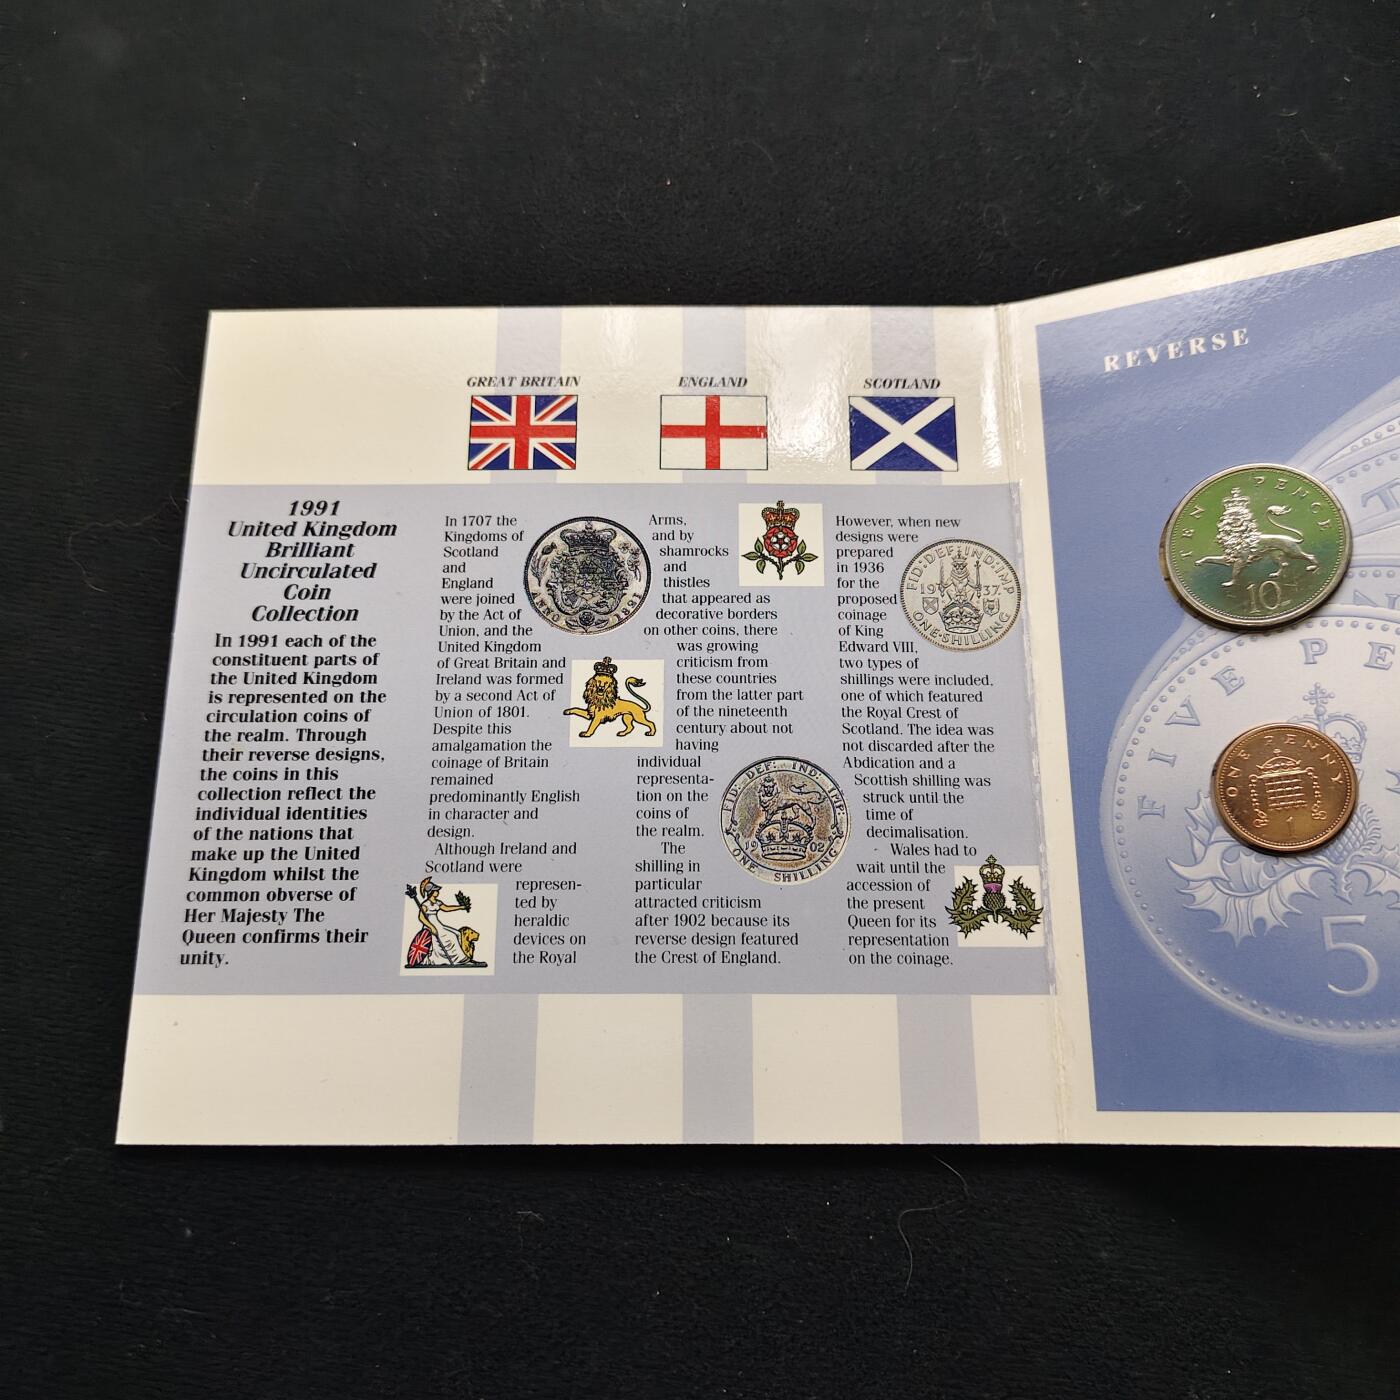 GREAT BRITAIN
ENGLAND
SCOTLAND
1991
United Kingdom
Brilliant
Uncirculated
Coin
Collection
In 1991 each of the
constituent parts of
the United Kingdom
is represented on the
circulation coins of
the realm. Through
their reverse designs,
the coins in this
collection reflect the
individual identities
of the nations that
make up the United
Kingdom whilst the
common obverse of
Her Majesty The
Queen confirms their
unity.
In 1707 the
Kingdoms of
Scotland
and
England
were joined
by the Act of
Union, and the
United Kingdom
of Great Britain and
Ireland was formed
by a second Act of
Union of 1801.
Despite this
amalgamation the
coinage of Britain
remained
predominantly English
in character and
design.
Although Ireland and
Scotland were
represen-
ted by
heraldic
devices on
the Royal
ANNO 1893
Arms,
and by
shamrocks
and
thistles
that appeared as
decorative borders
on other coins, there
was growing
criticism from
these countries
from the latter part
of the nineteenth
century about not
having
individual
representa-
tion on the
coins of
the realm.
The
shilling in
particular
attracted criticism
after 1902 because its
reverse design featured
the Crest of England.
FID: DEF: IND: IMP:
1902
ONE SHILLING
However, when new
designs were
prepared
in 1936
for the
proposed
coinage
of King
Edward VIII,
two types of
shillings were included,
one of which featured
the Royal Crest of
Scotland. The idea was
not discarded after the
Abdication and a
Scottish shilling was
struck until the
time of
decimalisation.
Wales had to
wait until the
accession of
the present
Queen for its
representation
on the coinage.
FID:DEF:IND:IMP
1937
ONE·SHILLING
REVERSE
TEN PENCE
10
FIVE PE
5
ONE PENNY
1